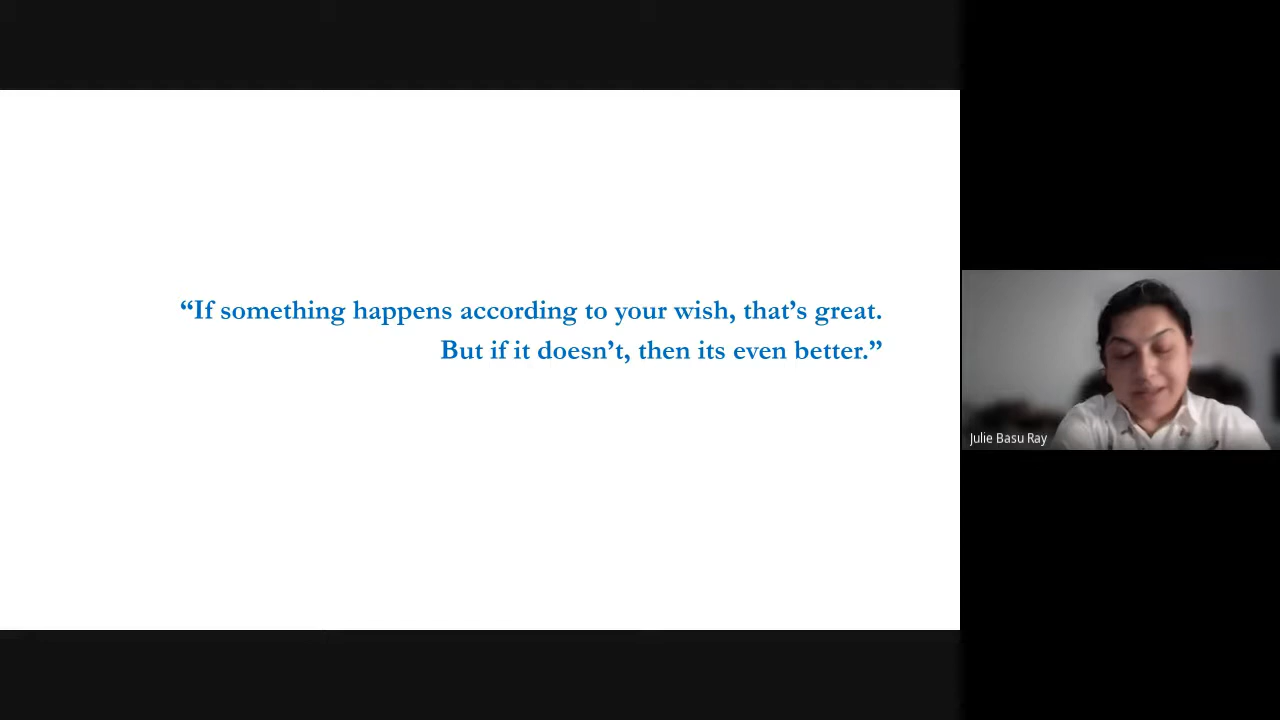 “If something happens according to your wish, that’s great.
But if it doesn’t, then its even better.”
Julie Basu Ray